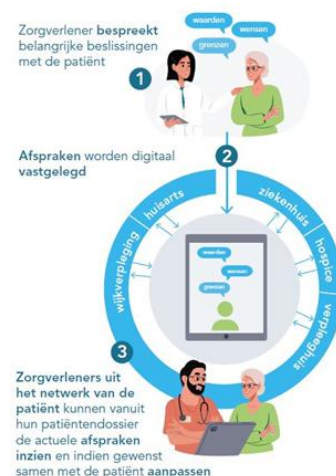 Zorgverlener bespreekt
belangrijke beslissingen
met de patiënt
waarden
wensen
grenzen
1
Afspraken worden digitaal
vastgelegd
2
wijkverpleging
huisarts
ziekenhuis
hospice
verpleeghuis
waarden
wensen
grenzen
3
Zorgverleners uit
het netwerk van de
patiënt kunnen vanuit
hun patiëntendossier
de actuele afspraken
inzien en indien gewenst
samen met de patiënt aanpassen